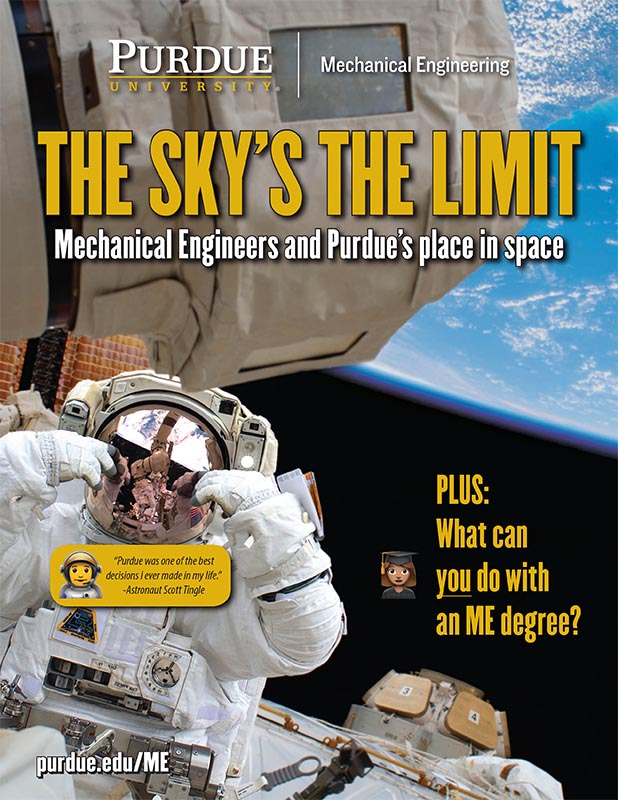 PURDUE
UNIVERSITY®
Mechanical Engineering
THE SKY'S THE LIMIT
Mechanical Engineers and Purdue's place in space
"Purdue was one of the best
decisions I ever made in my life."
-Astronaut Scott Tingle
PLUS:
What can
you do with
an ME degree?
3
4
purdue.edu/ME